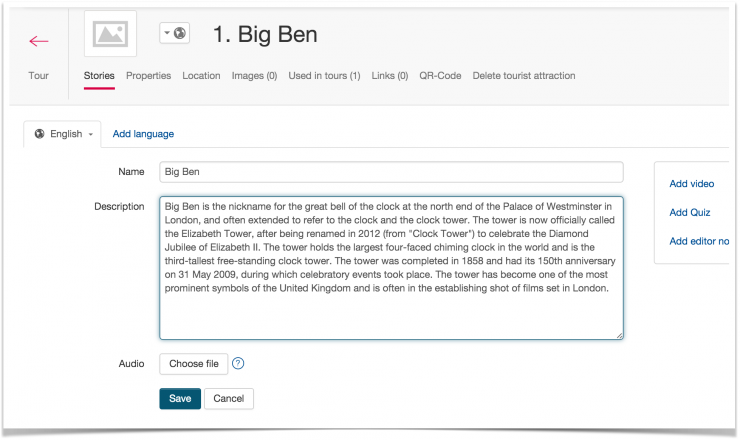 1. Big Ben
Tour
Stories Properties Location Images (0) Used in tours (1) Links (0) QR-Code Delete tourist attraction
English Add language
Name Big Ben
Description
Big Ben is the nickname for the great bell of the clock at the north end of the Palace of Westminster in
London, and often extended to refer to the clock and the clock tower. The tower is now officially called
the Elizabeth Tower, after being renamed in 2012 (from "Clock Tower") to celebrate the Diamond
Jubilee of Elizabeth II. The tower holds the largest four-faced chiming clock in the world and is the
third-tallest free-standing clock tower. The tower was completed in 1858 and had its 150th anniversary
on 31 May 2009, during which celebratory events took place. The tower has become one of the most
prominent symbols of the United Kingdom and is often in the establishing shot of films set in London.
Add video
Add Quiz
Add editor no
Audio Choose file ?
Save Cancel